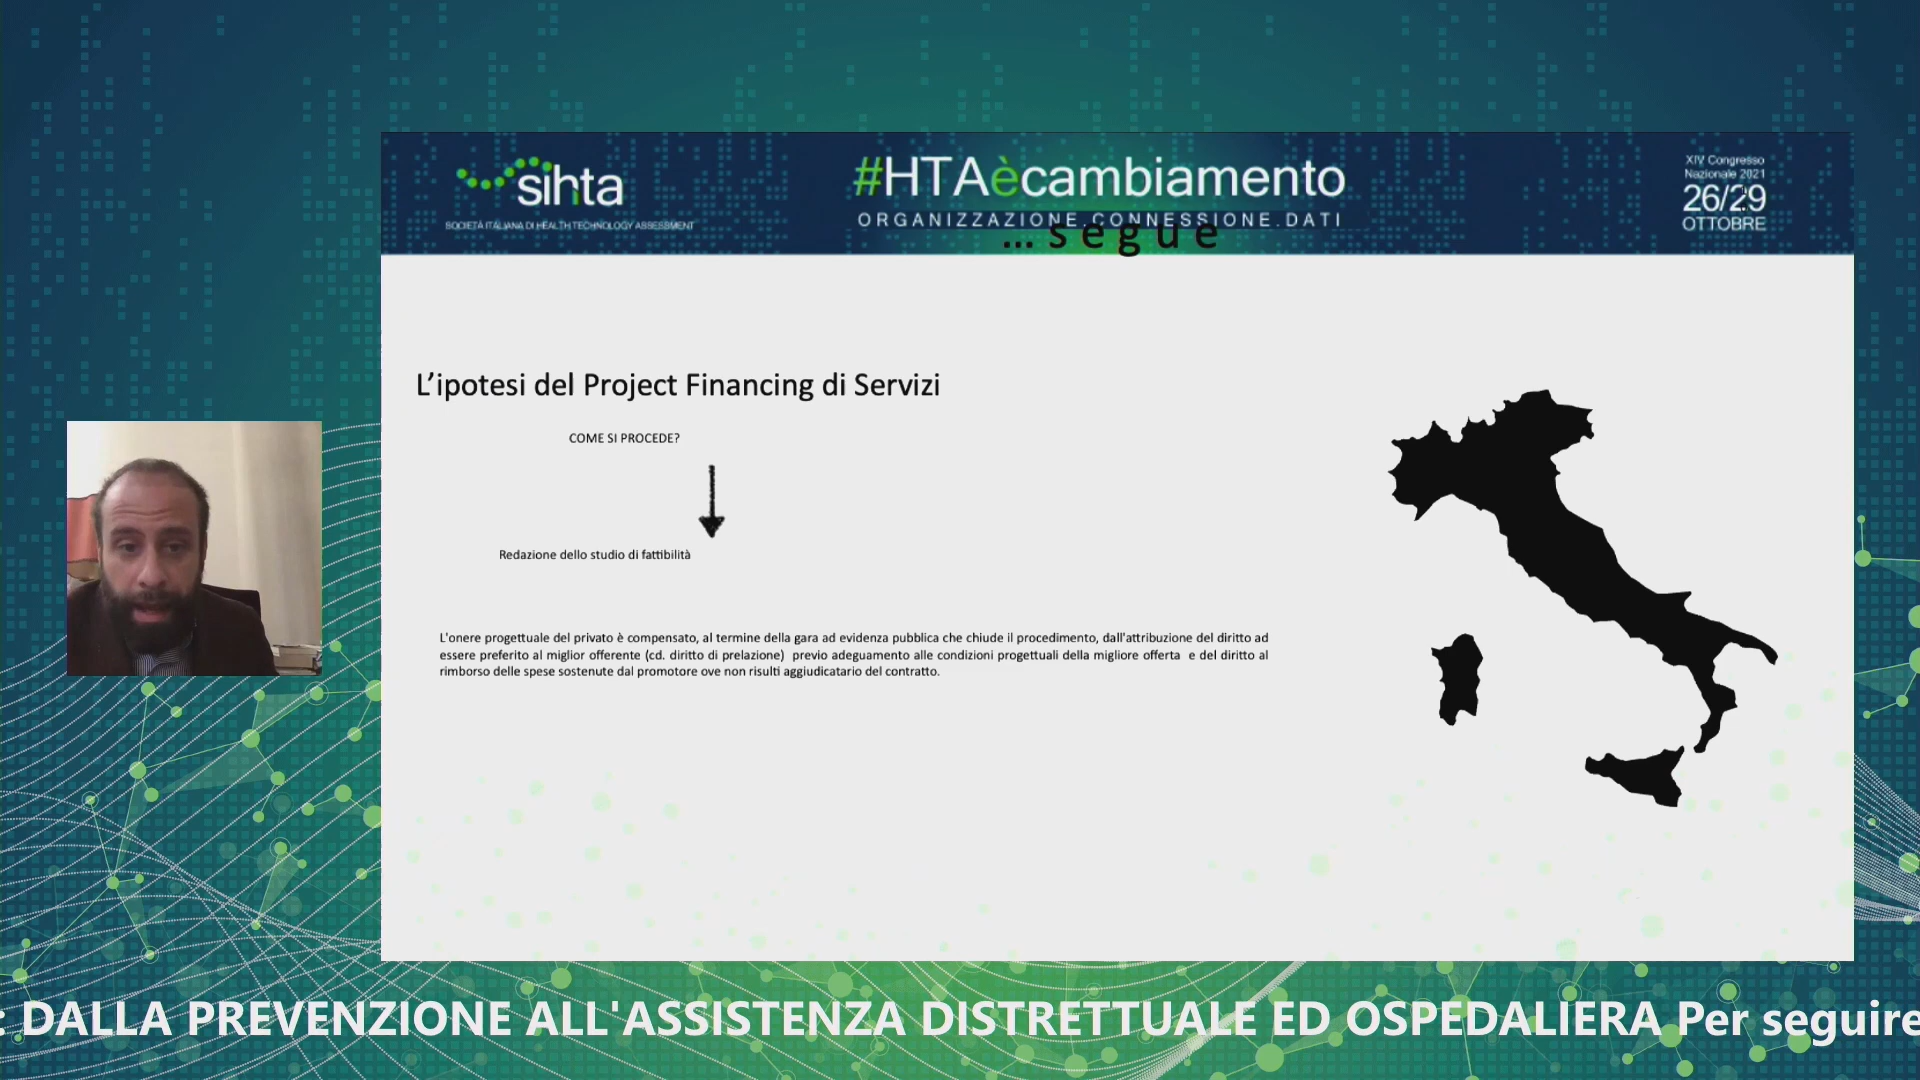 sihta
SOCIETÀ ITALIANA DI HEALTH TECHNOLOGY ASSESSMENT
#HTAècambiamento
ORGANIZZAZIONE.CONNESSIONE.DATI
... segue
XIV Congresso
Nazionale 2021
26/29
OTTOBRE
L'ipotesi del Project Financing di Servizi
COME SI PROCEDE?
Redazione dello studio di fattibilità
L'onere progettuale del privato è compensato, al termine della gara ad evidenza pubblica che chiude il procedimento, dall'attribuzione del diritto ad
essere preferito al miglior offerente (cd. diritto di prelazione) previo adeguamento alle condizioni progettuali della migliore offerta e del diritto al
rimborso delle spese sostenute dal promotore ove non risulti aggiudicatario del contratto.
: DALLA PREVENZIONE ALL'ASSISTENZA DISTRETTUALE ED OSPEDALIERA Per seguire